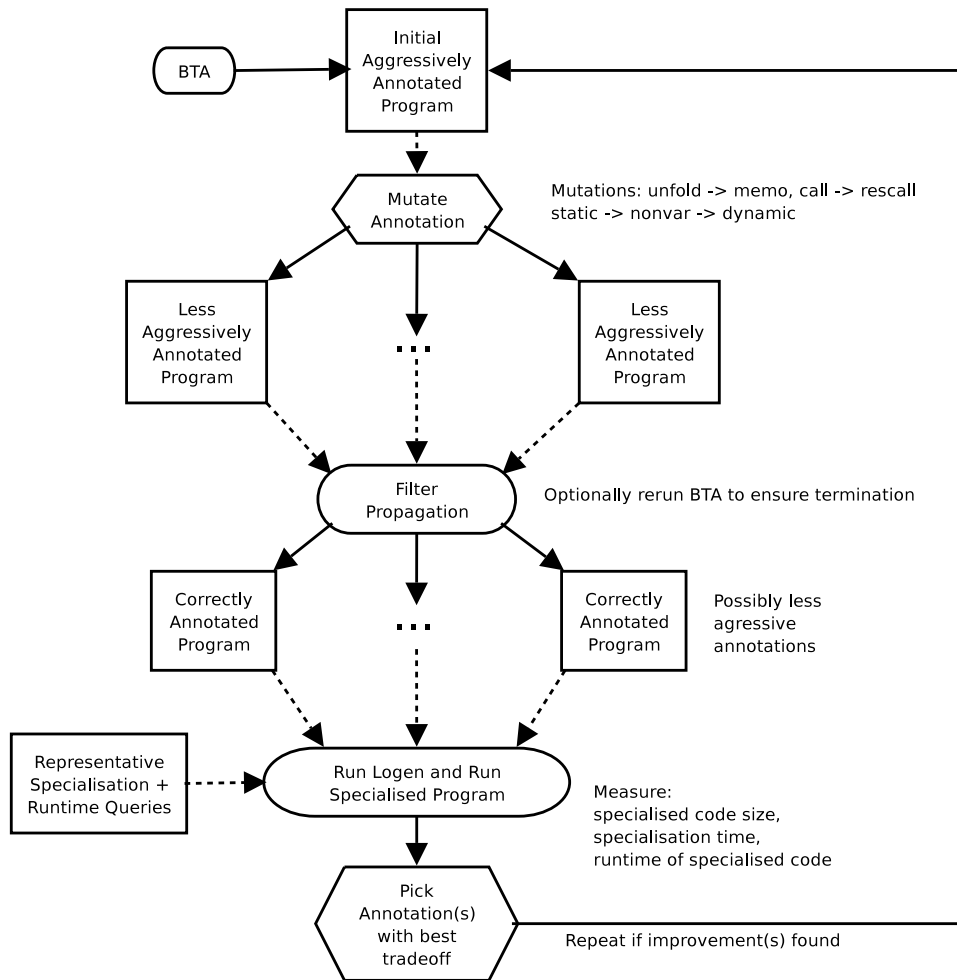 Initial
Aggressively
Annotated
Program
BTA
Mutate
Annotation
Mutations: unfold -> memo, call -> rescall
static -> nonvar -> dynamic
Less
Aggressively
Annotated
Program
...
Less
Aggressively
Annotated
Program
Filter
Propagation
Optionally rerun BTA to ensure termination
Correctly
Annotated
Program
...
Correctly
Annotated
Program
Possibly less
agressive
annotations
Representative
Specialisation +
Runtime Queries
Run Logen and Run
Specialised Program
Measure:
specialised code size,
specialisation time,
runtime of specialised code
Pick
Annotation(s)
with best
tradeoff
Repeat if improvement(s) found